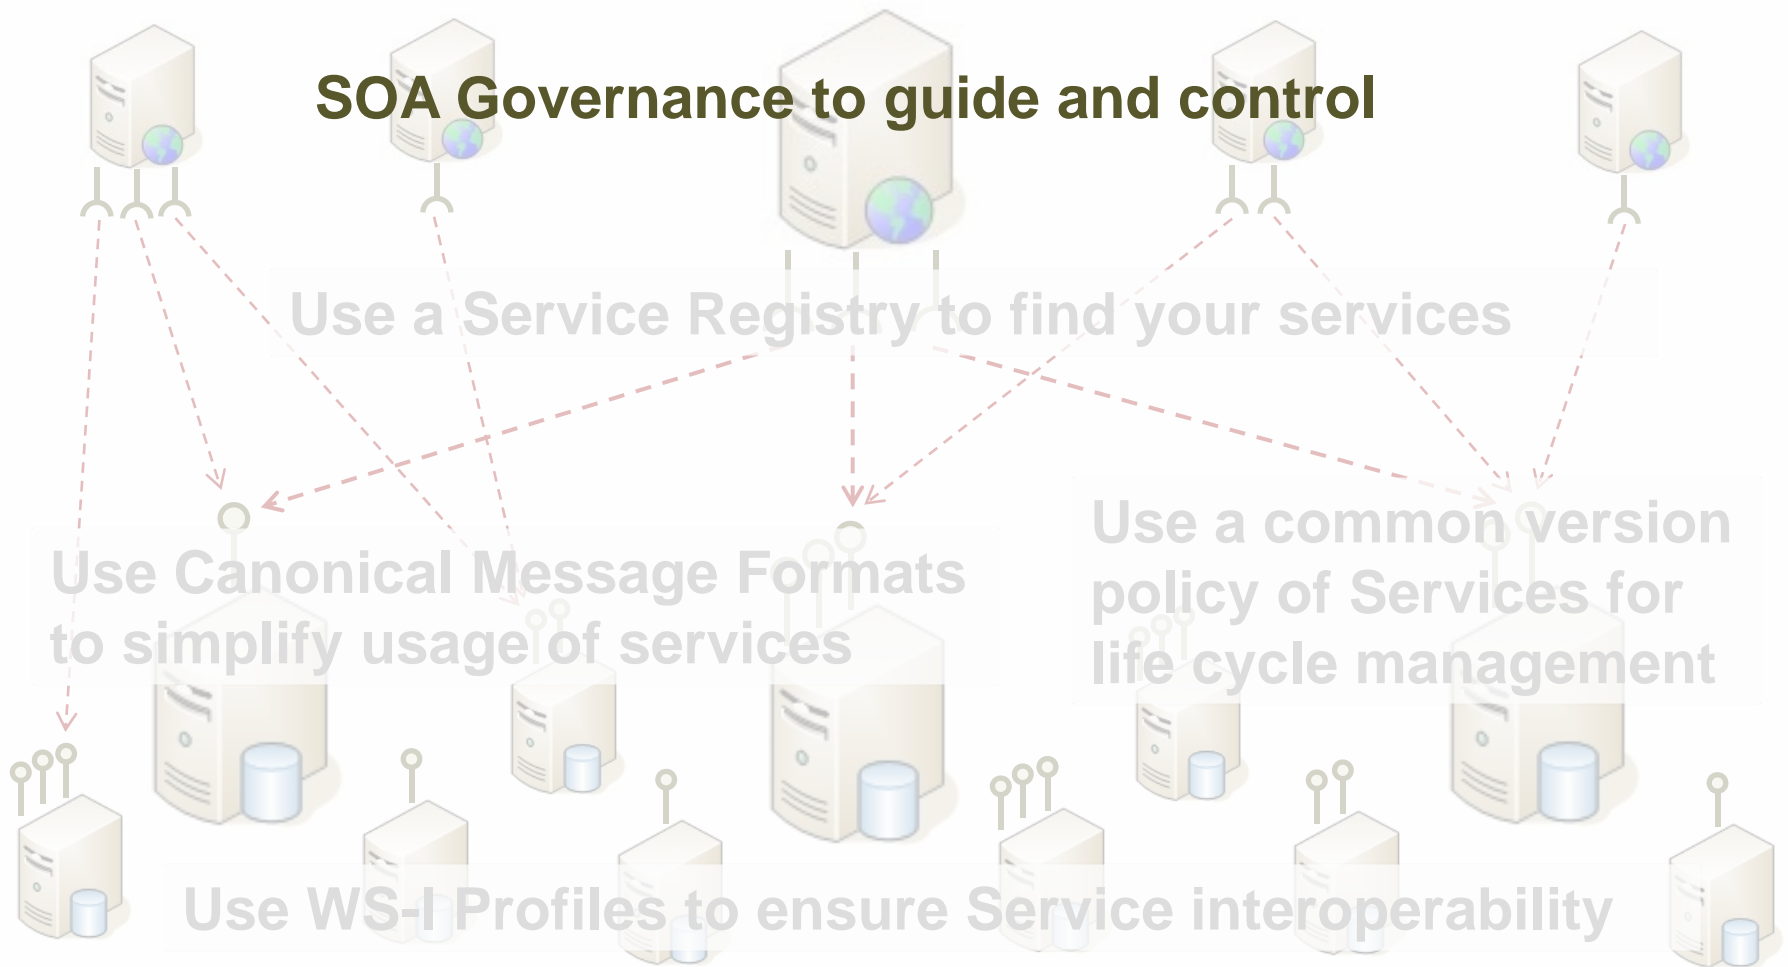 SOA Governance to guide and control
Use a Service Registry to find your services
Use Canonical Message Formats
to simplify usage of services
Use a common version
policy of Services for
life cycle management
Use WS-I Profiles to ensure Service interoperability